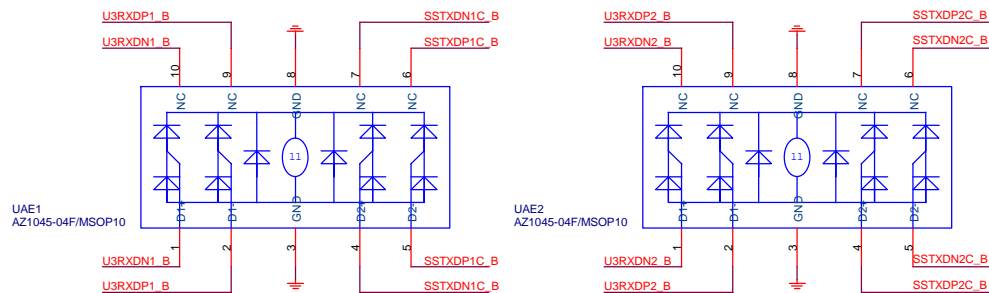 U3RXDP1_B
SSTXDN1C_B
U3RXDP2_B
SSTXDP2C_B
U3RXDN1_B
SSTXDP1C_B
U3RXDN2_B
SSTXDN2C_B
10 9 8 7 6
10 9 8 7 6
NC NC GND NC NC
NC NC GND NC NC
11
11
UAE1
AZ1045-04F/MSOP10
UAE2
AZ1045-04F/MSOP10
D1+ D1- GND D2+ D2-
D1+ D1- GND D2+ D2-
1 2 3 4 5
1 2 3 4 5
U3RXDN1_B
SSTXDP1C_B
U3RXDN2_B
SSTXDN2C_B
U3RXDP1_B
SSTXDN1C_B
U3RXDP2_B
SSTXDP2C_B